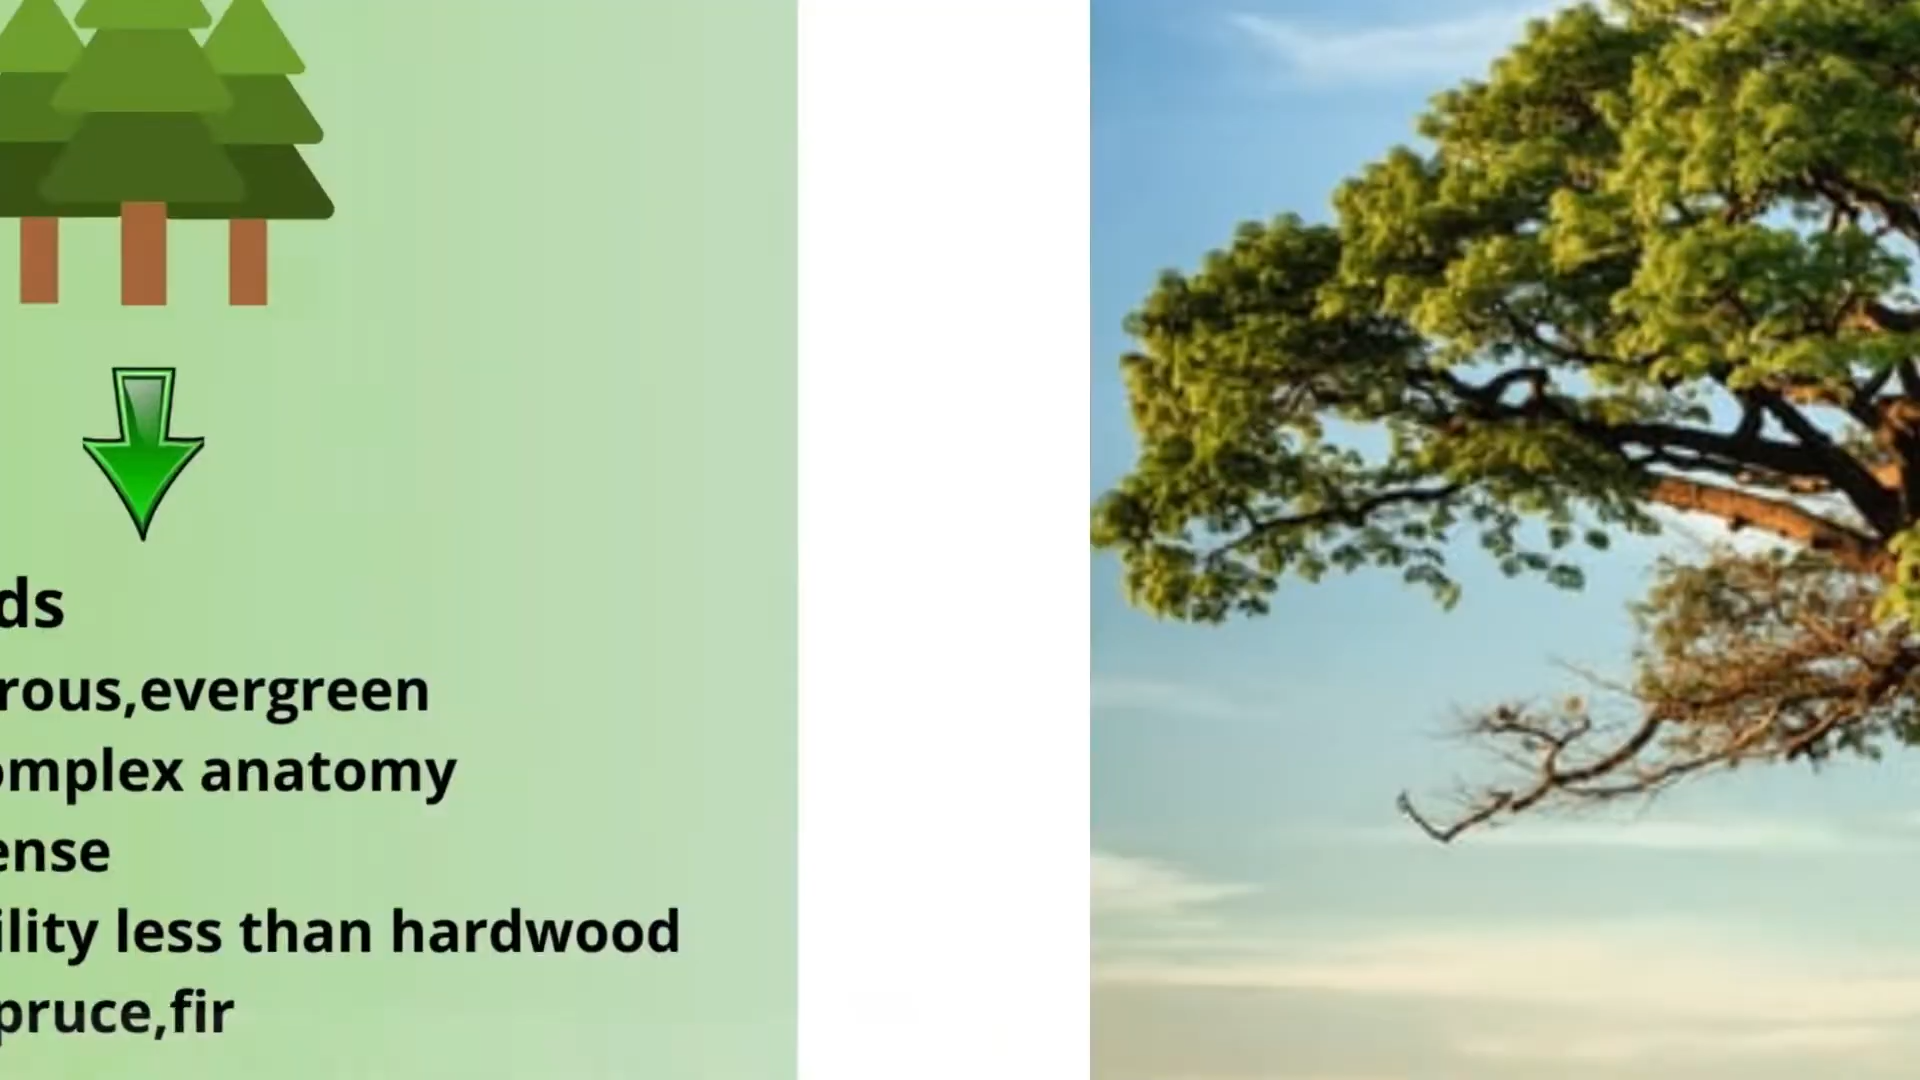 ds
rous,evergreen
omplex anatomy
ense
ility less than hardwood
pruce,fir